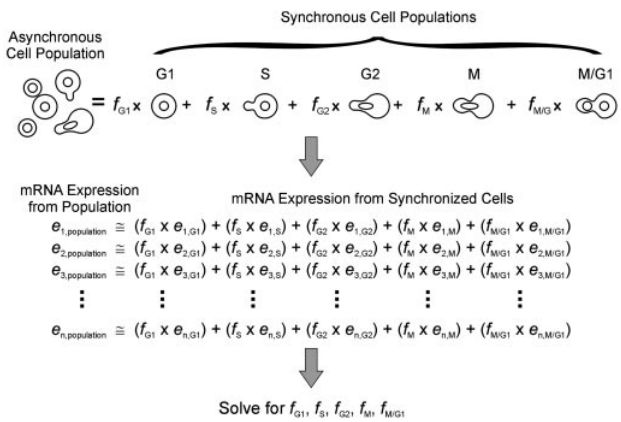 Synchronous Cell Populations
Asynchronous
Cell Population
G1 S G2 M M/G1
= fG1 x + fS x + fG2 x + fM x + fM/G x
mRNA Expression
from Population
mRNA Expression from Synchronized Cells
e1,population ≅ (fG1 x e1,G1) + (fS x e1,S) + (fG2 x e1,G2) + (fM x e1,M) + (fM/G1 x e1,M/G1)
e2,population ≅ (fG1 x e2,G1) + (fS x e2,S) + (fG2 x e2,G2) + (fM x e2,M) + (fM/G1 x e2,M/G1)
e3,population ≅ (fG1 x e3,G1) + (fS x e3,S) + (fG2 x e3,G2) + (fM x e3,M) + (fM/G1 x e3,M/G1)
⋮ ⋮ ⋮ ⋮ ⋮ ⋮
en,population ≅ (fG1 x en,G1) + (fS x en,S) + (fG2 x en,G2) + (fM x en,M) + (fM/G1 x en,M/G1)
Solve for fG1, fS, fG2, fM, fM/G1